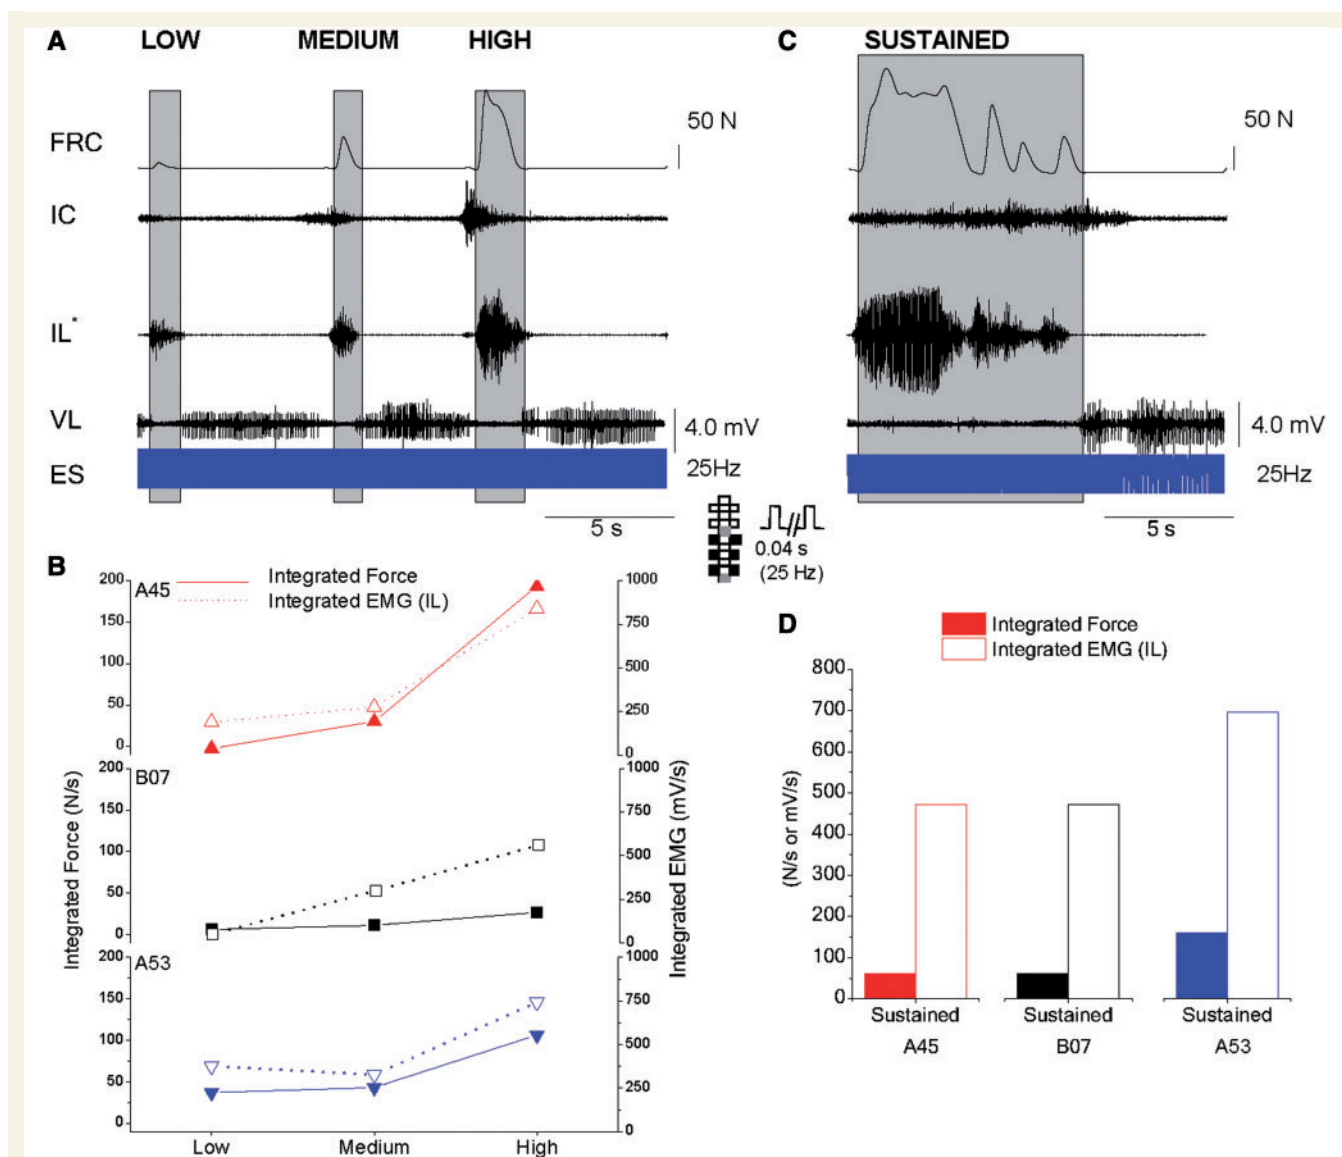 A LOW MEDIUM HIGH
FRC
50 N
IC
IL*
VL
4.0 mV
ES
25Hz
5 s
C SUSTAINED
50 N
4.0 mV
25Hz
5 s
0.04 s
(25 Hz)
B
Integrated Force
Integrated EMG (IL)
A45
200
150
100
50
0
1000
750
500
250
0
B07
200
150
100
50
0
1000
750
500
250
0
A53
200
150
100
50
0
1000
750
500
250
0
Integrated Force (N/s)
Integrated EMG (mV/s)
Low Medium High
D
Integrated Force
Integrated EMG (IL)
800
700
600
500
400
300
200
100
0
(N/s or mV/s)
Sustained Sustained Sustained
A45 B07 A53